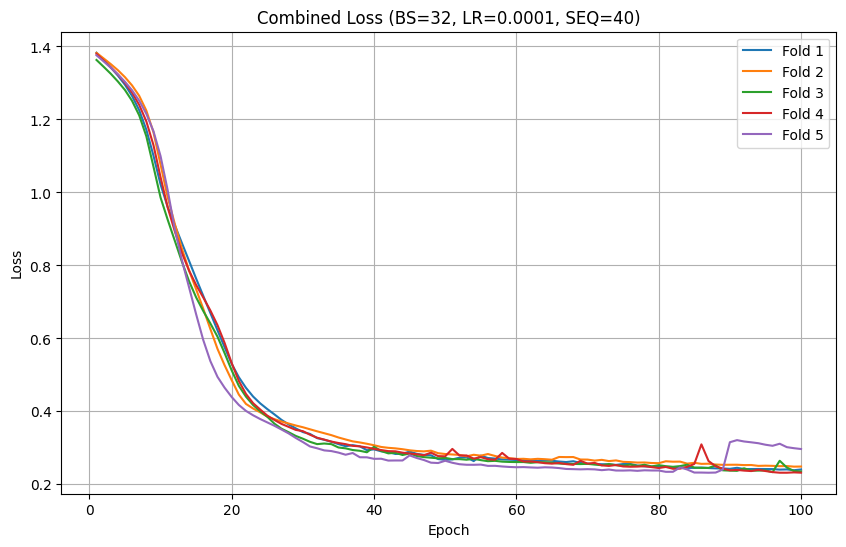 Combined Loss (BS=32, LR=0.0001, SEQ=40)
Fold 1
Fold 2
Fold 3
Fold 4
Fold 5
Loss
1.4
1.2
1.0
0.8
0.6
0.4
0.2
0 20 40 60 80 100
Epoch